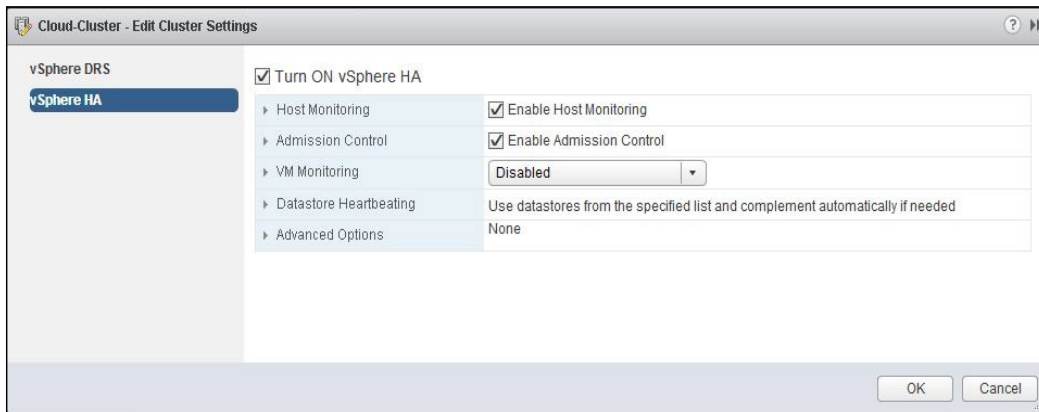 Cloud-Cluster - Edit Cluster Settings ?
vSphere DRS
vSphere HA
Turn ON vSphere HA
Host Monitoring Enable Host Monitoring
Admission Control Enable Admission Control
VM Monitoring Disabled
Datastore Heartbeating Use datastores from the specified list and complement automatically if needed
Advanced Options None
OK Cancel